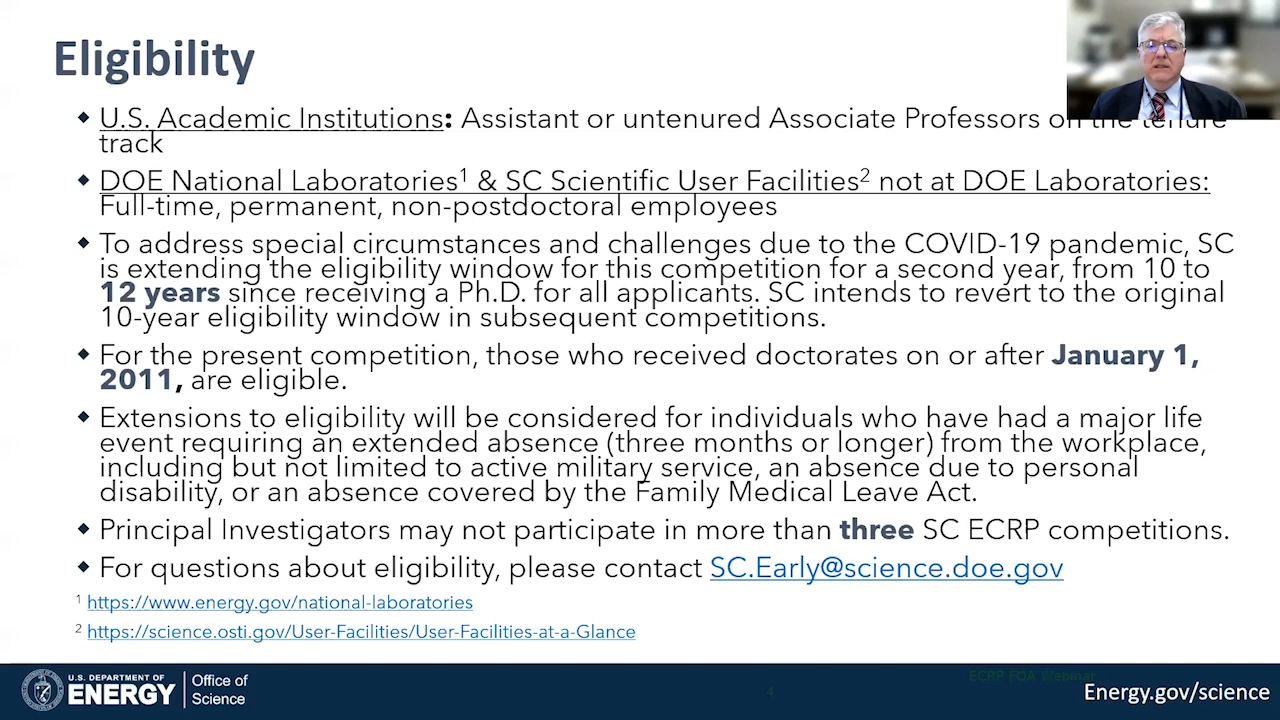 Eligibility
◆ U.S. Academic Institutions: Assistant or untenured Associate Professors on the tenure
track
◆ DOE National Laboratories¹ & SC Scientific User Facilities² not at DOE Laboratories:
Full-time, permanent, non-postdoctoral employees
◆ To address special circumstances and challenges due to the COVID-19 pandemic, SC
is extending the eligibility window for this competition for a second year, from 10 to
12 years since receiving a Ph.D. for all applicants. SC intends to revert to the original
10-year eligibility window in subsequent competitions.
◆ For the present competition, those who received doctorates on or after January 1,
2011, are eligible.
◆ Extensions to eligibility will be considered for individuals who have had a major life
event requiring an extended absence (three months or longer) from the workplace,
including but not limited to active military service, an absence due to personal
disability, or an absence covered by the Family Medical Leave Act.
◆ Principal Investigators may not participate in more than three SC ECRP competitions.
◆ For questions about eligibility, please contact SC.Early@science.doe.gov
¹ https://www.energy.gov/national-laboratories
² https://science.osti.gov/User-Facilities/User-Facilities-at-a-Glance
U.S. DEPARTMENT OF
ENERGY
Office of
Science
4
ECRP FOA Webinar
Energy.gov/science